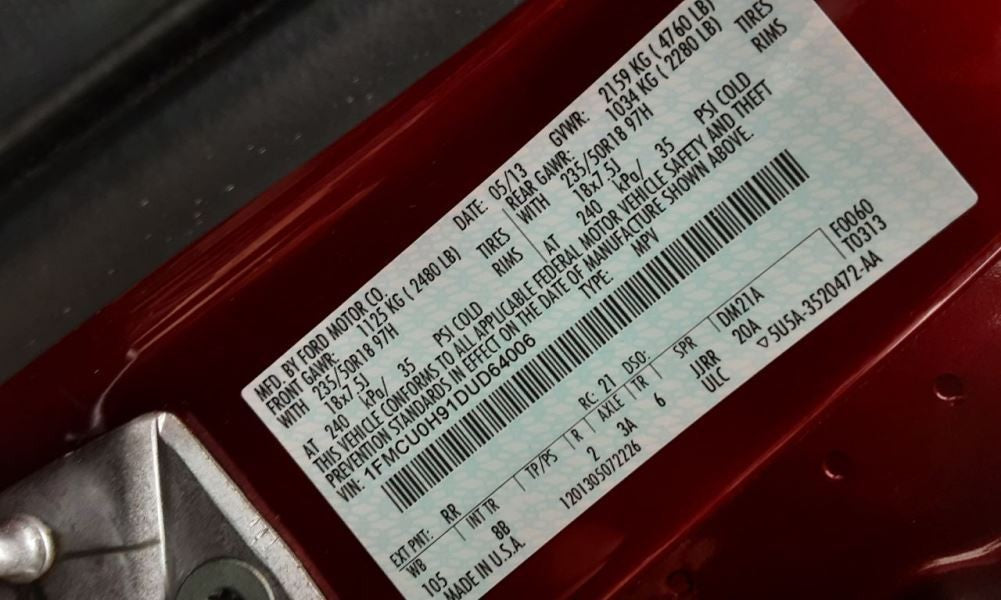 MFD. BY FORD MOTOR CO.
DATE: 05/13 GVWR: 2159 KG ( 4760 LB)
FRONT GAWR: 1125 KG ( 2480 LB) REAR GAWR: 1034 KG ( 2280 LB)
WITH 235/50R18 97H TIRES WITH 235/50R18 97H TIRES
18x7.5J RIMS 18x7.5J RIMS
AT 240 kPa/ 35 PSI COLD AT 240 kPa/ 35 PSI COLD
THIS VEHICLE CONFORMS TO ALL APPLICABLE FEDERAL MOTOR VEHICLE SAFETY AND THEFT
PREVENTION STANDARDS IN EFFECT ON THE DATE OF MANUFACTURE SHOWN ABOVE.
VIN: 1FMCU0H91DUD64006 TYPE: MPV
EXT PNT: RR RC: 21 DSO: F0060
WB INT TR TP/PS R AXLE TR SPR DM21A T0313
105 8B 2 3A 6 JJRR 20A
MADE IN U.S.A. 1201305072226 ULC ▽5U5A-3520472-AA